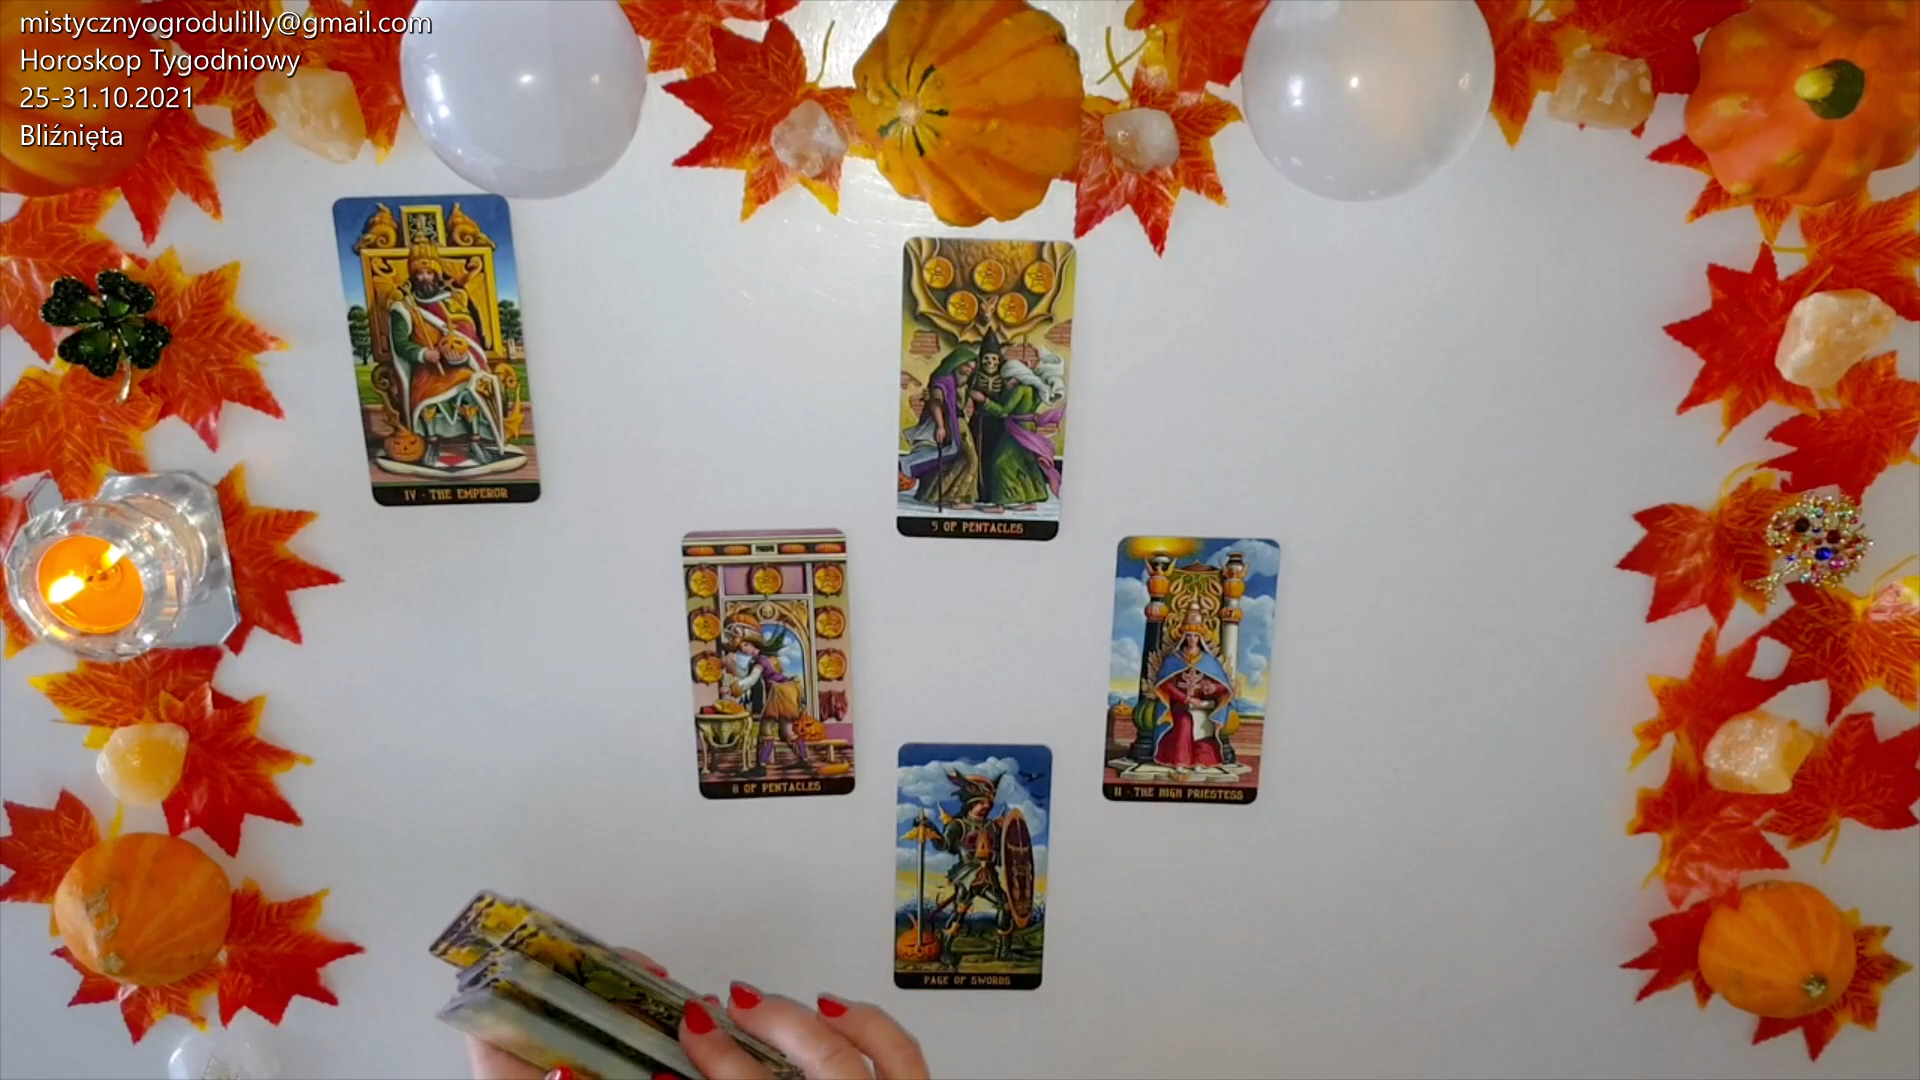 mistycznyogrodulilly@gmail.com
Horoskop Tygodniowy
25-31.10.2021
Bliźnięta
IV - THE EMPEROR
5 OF PENTACLES
8 OF PENTACLES
II - THE HIGH PRIESTESS
PAGE OF SWORDS